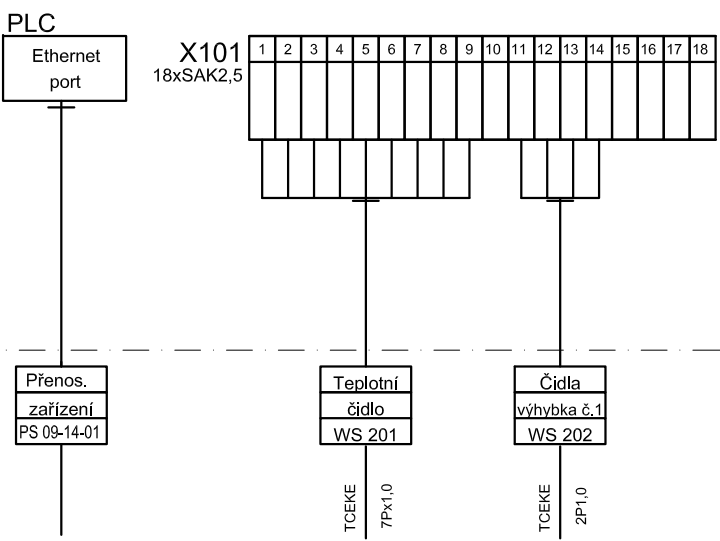 PLC
Ethernet
port
X101
18xSAK2,5
1 2 3 4 5 6 7 8 9 10 11 12 13 14 15 16 17 18
Přenos.
zařízení
PS 09-14-01
Teplotní
čidlo
WS 201
Čidla
výhybka č.1
WS 202
TCEKE
7Px1,0
TCEKE
2P1,0